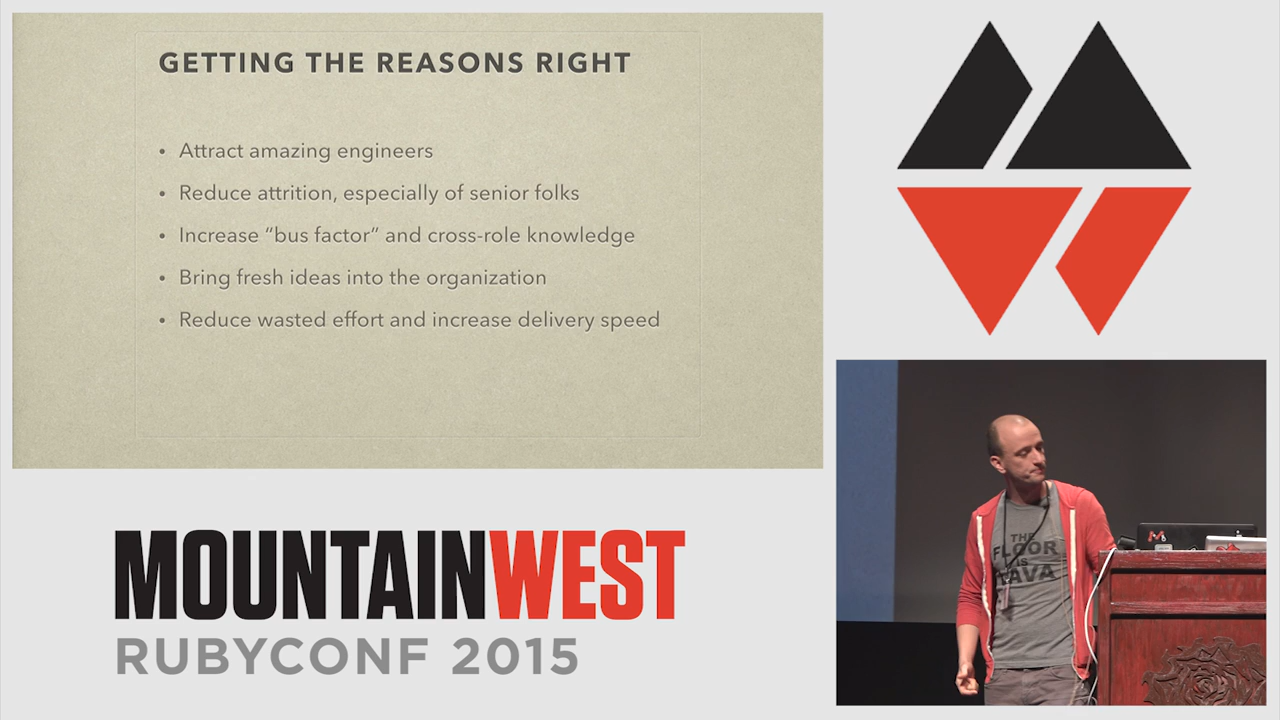 GETTING THE REASONS RIGHT
• Attract amazing engineers
• Reduce attrition, especially of senior folks
• Increase “bus factor” and cross-role knowledge
• Bring fresh ideas into the organization
• Reduce wasted effort and increase delivery speed
MOUNTAINWEST
RUBYCONF 2015
THE
FLOOR
IS
LAVA